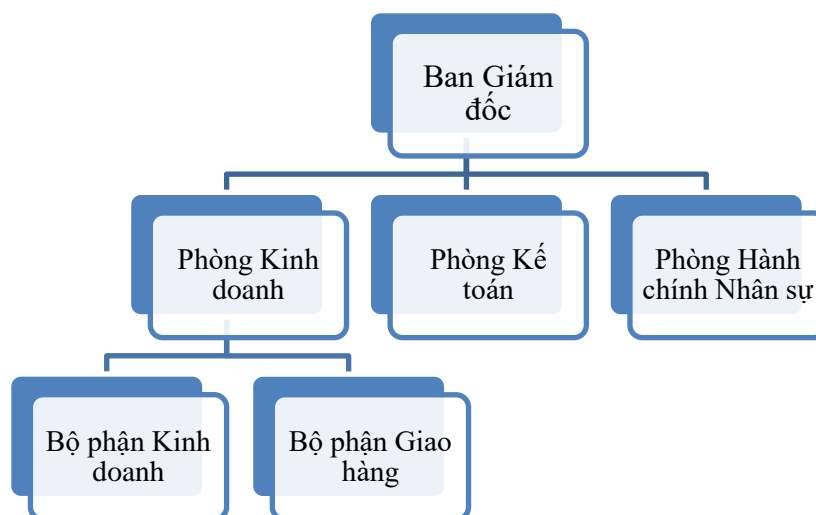 Ban Giám
đốc
Phòng Kinh
doanh
Phòng Kế
toán
Phòng Hành
chính Nhân sự
Bộ phận Kinh
doanh
Bộ phận Giao
hàng